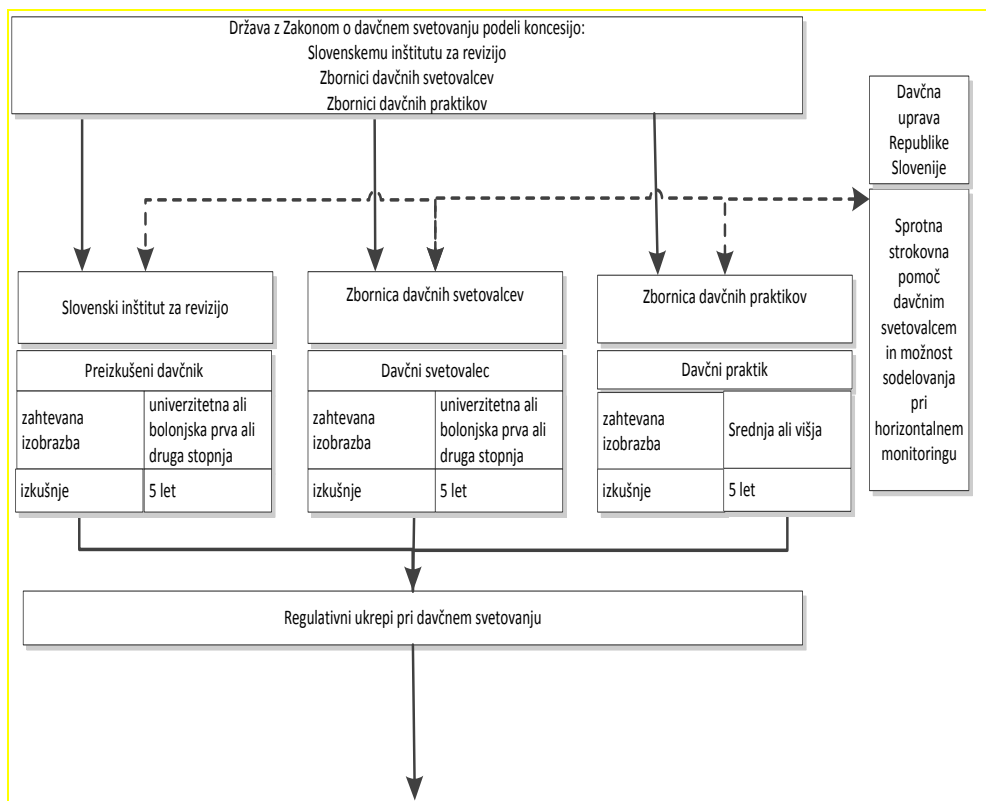 Država z Zakonom o davčnem svetovanju podeli koncesijo:
Slovenskemu inštitutu za revizijo
Zbornici davčnih svetovalcev
Zbornici davčnih praktikov
Davčna
uprava
Republike
Slovenije
Sprotna
strokovna
pomoč
davčnim
svetovalcem
in možnost
sodelovanja
pri
horizontalnem
monitoringu
Slovenski inštitut za revizijo
Preizkušeni davčnik
zahtevana
izobrazba
univerzitetna ali
bolonjska prva ali
druga stopnja
izkušnje
5 let
Zbornica davčnih svetovalcev
Davčni svetovalec
zahtevana
izobrazba
univerzitetna ali
bolonjska prva ali
druga stopnja
izkušnje
5 let
Zbornica davčnih praktikov
Davčni praktik
zahtevana
izobrazba
Srednja ali višja
izkušnje
5 let
Regulativni ukrepi pri davčnem svetovanju